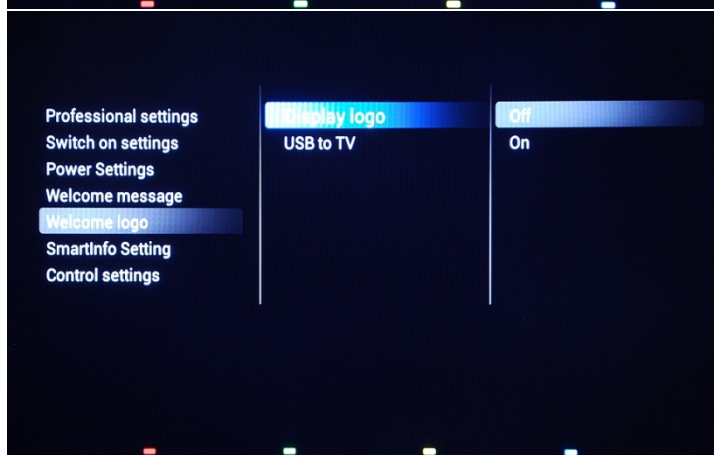 Professional settings
Switch on settings
Power Settings
Welcome message
Welcome logo
SmartInfo Setting
Control settings
Display logo
USB to TV
Off
On